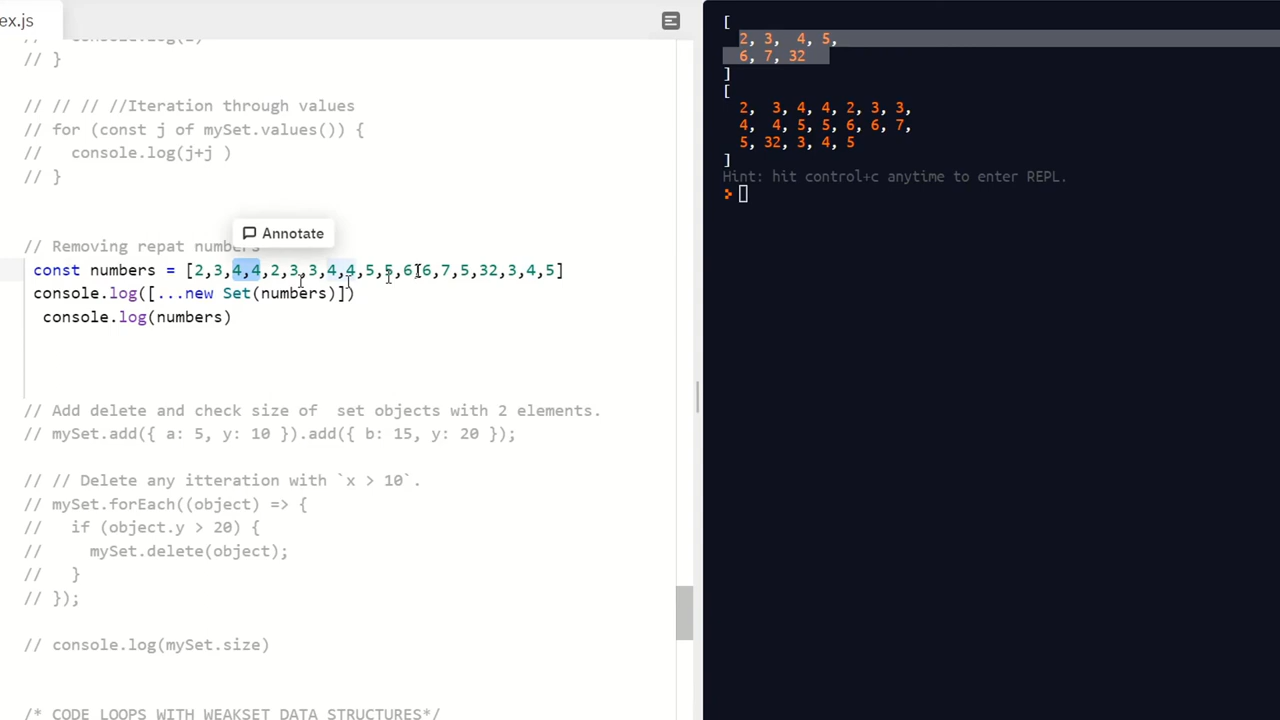 ex.js
//   console.log(i)
// }
// // // //Iteration through values
// for (const j of mySet.values()) {
//   console.log(j+j )
// }
Annotate
// Removing repat numbers
const numbers = [2,3,4,4,2,3,3,4,4,5,5,6,6,7,5,32,3,4,5]
console.log([...new Set(numbers)])
console.log(numbers)
// Add delete and check size of  set objects with 2 elements.
// mySet.add({ a: 5, y: 10 }).add({ b: 15, y: 20 });
// // Delete any itteration with `x > 10`.
// mySet.forEach((object) => {
//   if (object.y > 20) {
//     mySet.delete(object);
//   }
// });
// console.log(mySet.size)
/* CODE LOOPS WITH WEAKSET DATA STRUCTURES*/
[
2, 3,  4, 5,
6, 7, 32
]
[
2,  3, 4, 4, 2, 3, 3,
4,  4, 5, 5, 6, 6, 7,
5, 32, 3, 4, 5
]
Hint: hit control+c anytime to enter REPL.
>